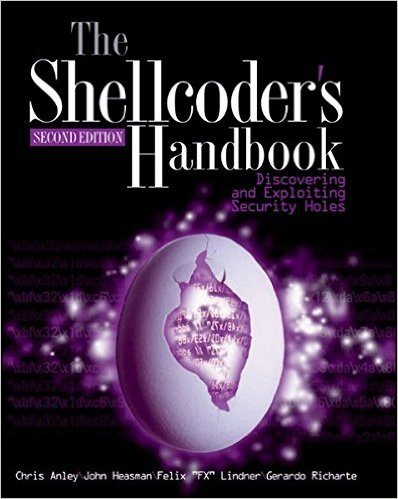 The
Shellcoder's
SECOND EDITION
Handbook
Discovering
and Exploiting
Security Holes
Chris Anley\John Heasman\Felix "FX" Lindner\Gerardo Richarte